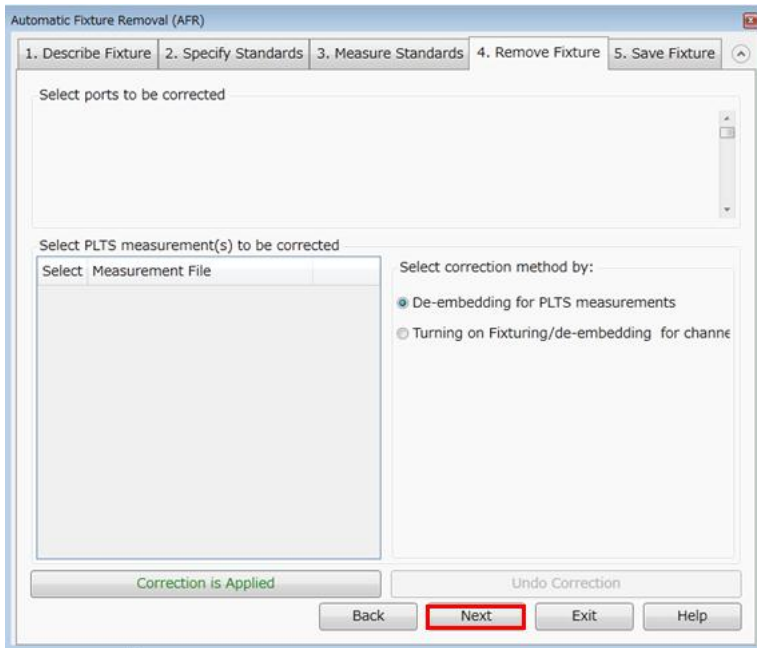 Automatic Fixture Removal (AFR)
1. Describe Fixture 2. Specify Standards 3. Measure Standards 4. Remove Fixture 5. Save Fixture
Select ports to be corrected
Select PLTS measurement(s) to be corrected
Select Measurement File
Select correction method by:
De-embedding for PLTS measurements
Turning on Fixturing/de-embedding for channe
Correction is Applied Undo Correction
Back Next Exit Help